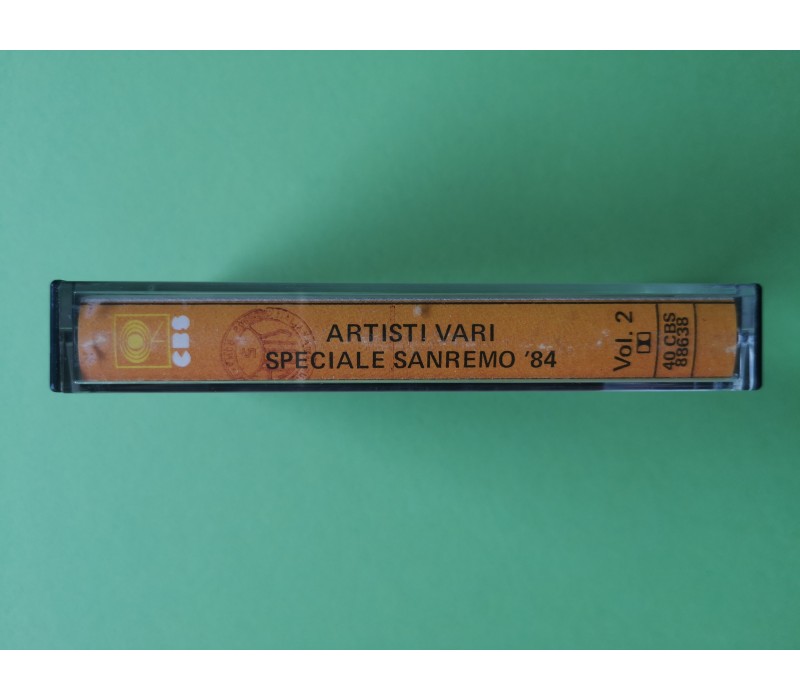 CBS
ARTISTI VARI
SPECIALE SANREMO '84
Vol. 2
40 CBS
88638